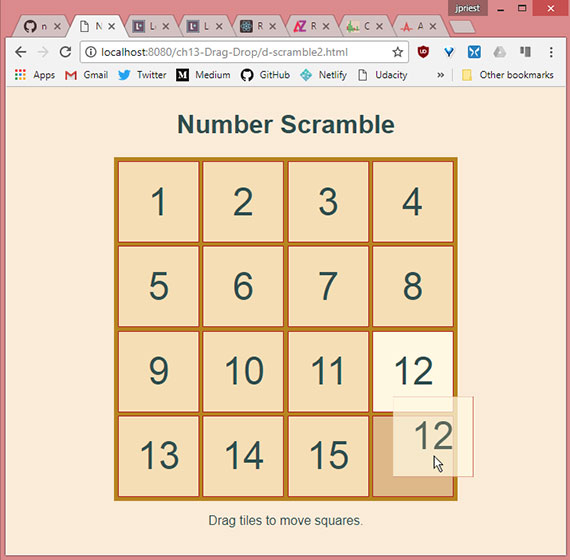 jpriest
n
N
L
L
R
R
C
A
localhost:8080/ch13-Drag-Drop/d-scramble2.html
Apps Gmail Twitter Medium GitHub Netlify Udacity » Other bookmarks
Number Scramble
1 2 3 4
5 6 7 8
9 10 11 12
12
13 14 15
Drag tiles to move squares.